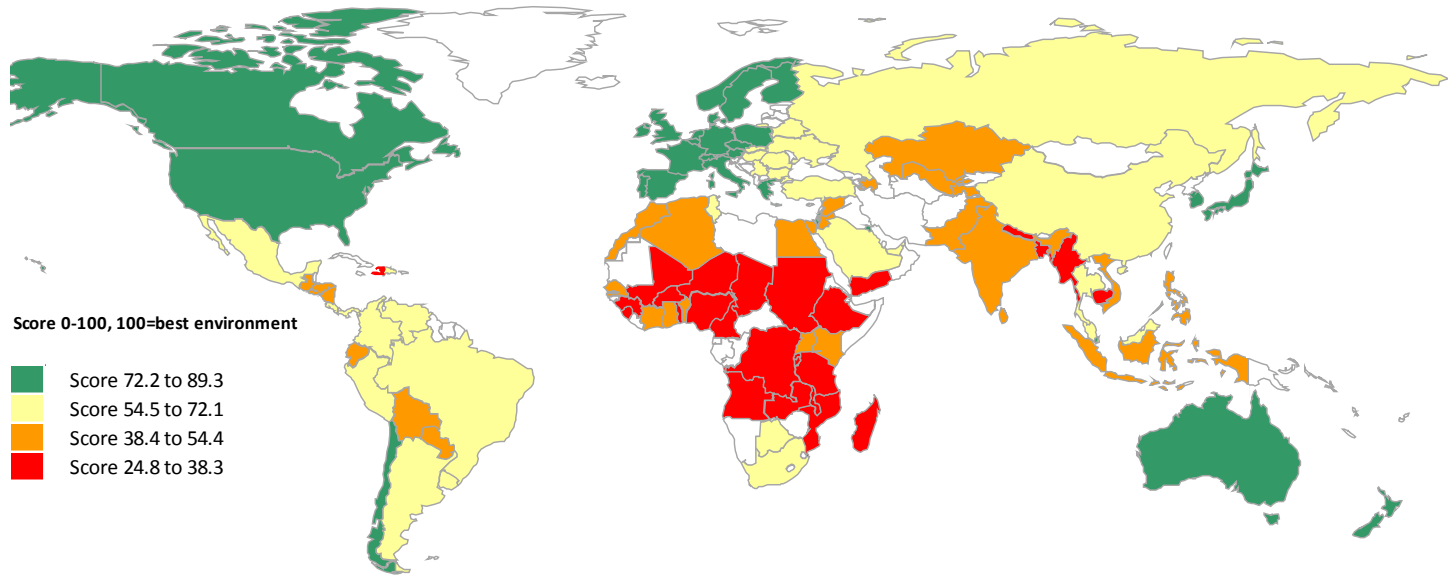 Score 0-100, 100=best environment
Score 72.2 to 89.3
Score 54.5 to 72.1
Score 38.4 to 54.4
Score 24.8 to 38.3